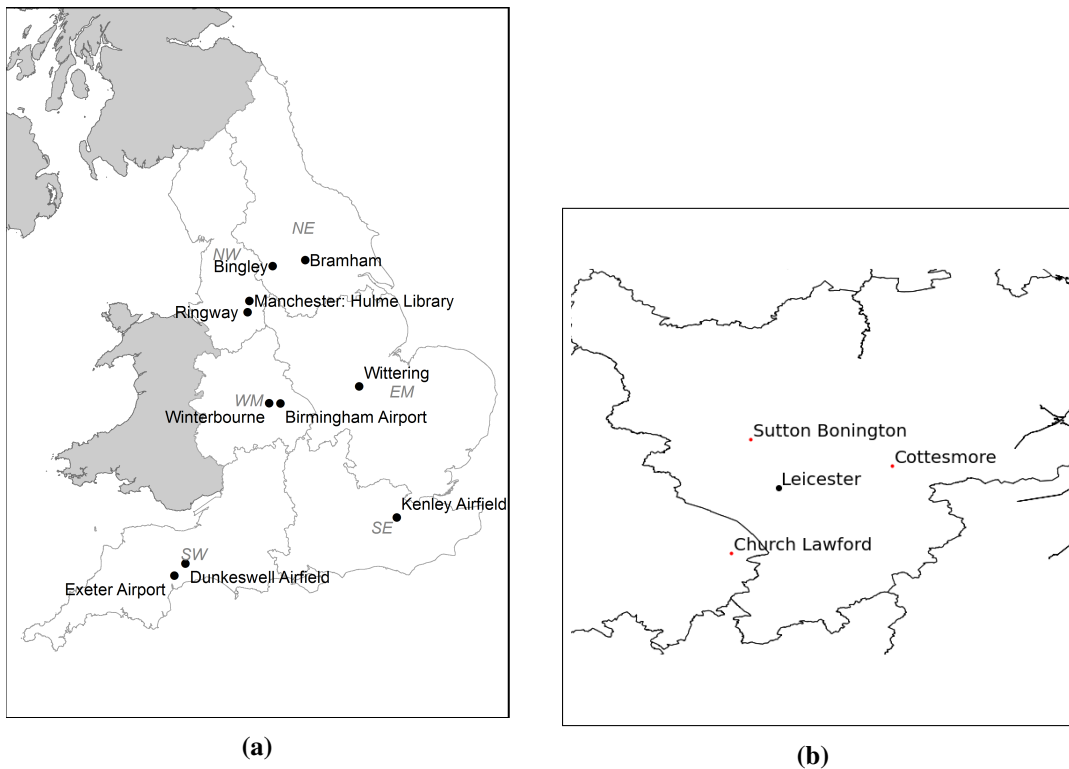 NE
NW
Bingley
Bramham
Manchester: Hulme Library
Ringway
Wittering
EM
WM
Winterbourne
Birmingham Airport
Kenley Airfield
SE
SW
Dunkeswell Airfield
Exeter Airport
(a)
Sutton Bonington
Cottesmore
Leicester
Church Lawford
(b)